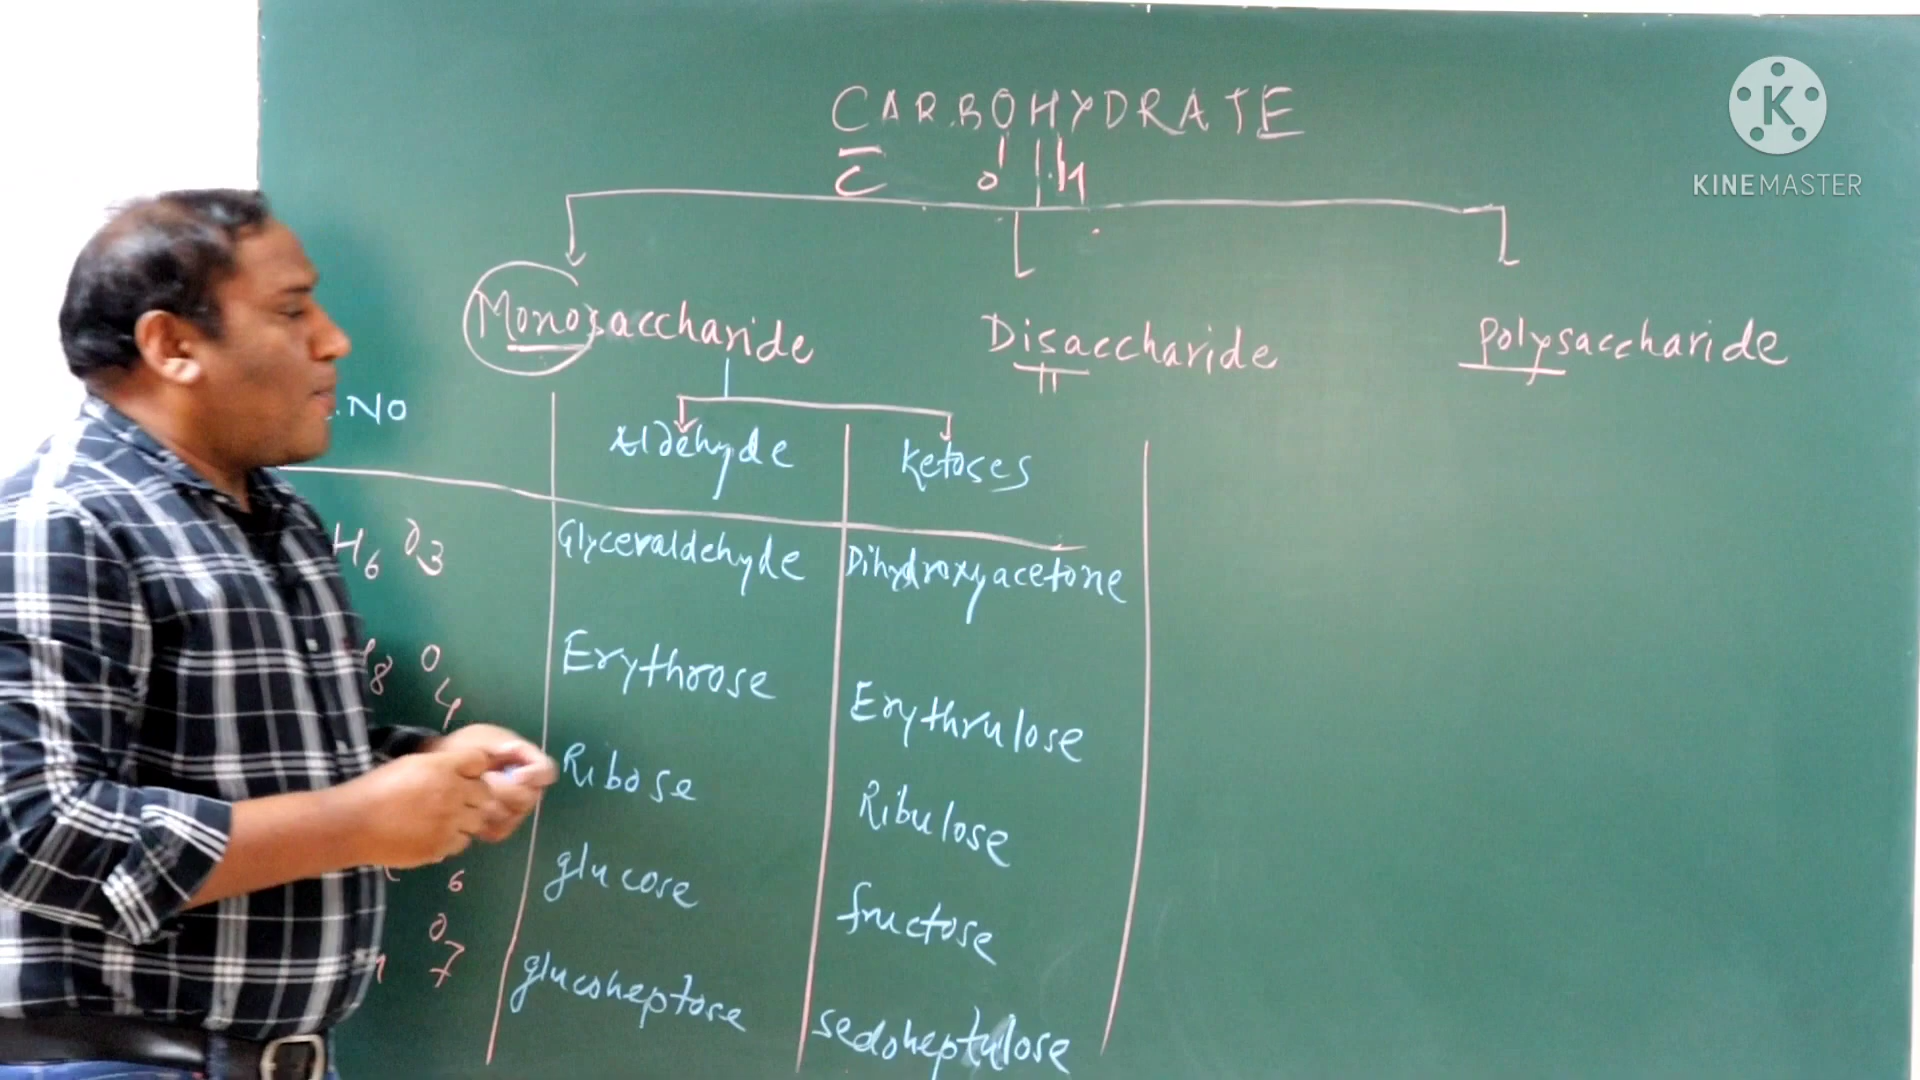 CARBOHYDRATE
C O H
KINEMASTER
Monosaccharide Disaccharide Polysaccharide
.No Aldehyde Ketoses
H6 O3 Glyceraldehyde Dihydroxyacetone
8 O4 Erythrose Erythrulose
Ribose Ribulose
6 glucose fructose
O7 glucoheptose sedoheptulose